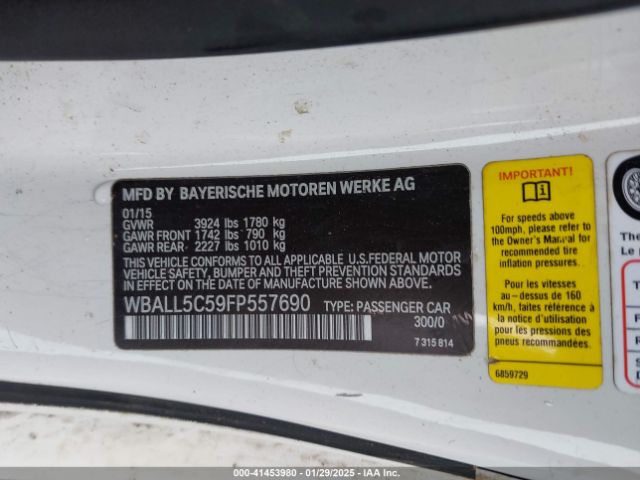 MFD BY BAYERISCHE MOTOREN WERKE AG
01/15
GVWR 3924 lbs 1780 kg
GAWR FRONT 1742 lbs 790 kg
GAWR REAR 2227 lbs 1010 kg
THIS VEHICLE CONFORMS TO ALL APPLICABLE U.S.FEDERAL MOTOR
VEHICLE SAFETY, BUMPER AND THEFT PREVENTION STANDARDS
IN EFFECT ON THE DATE OF MANUFACTURE SHOWN ABOVE
WBALL5C59FP557690 TYPE: PASSENGER CAR
300/0
7 315 814
IMPORTANT!
For speeds above
100mph, please refer to
the Owner's Manual for
recommended tire
inflation pressures.
Pour les vitesses
au-dessus de 160
km/h, faites référence à
la notice d'utilisation
pour les pressions des
pneus recommandées.
6859729
The
Le
0-41453980 - 01/29/2025 - IAA Inc.